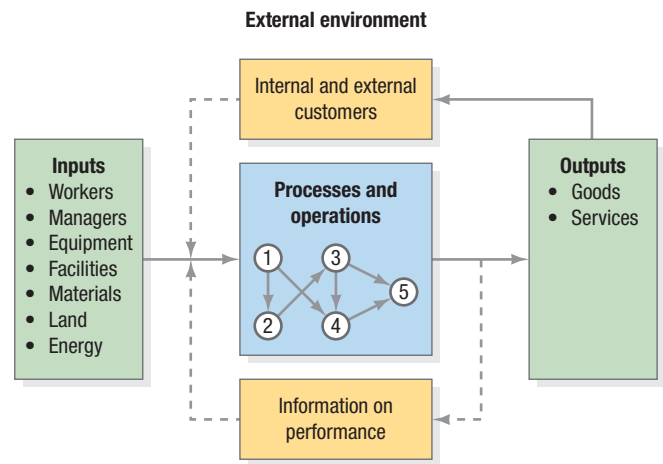 External environment
Internal and external
customers
Inputs
• Workers
• Managers
• Equipment
• Facilities
• Materials
• Land
• Energy
Processes and
operations
1
3
5
2
4
Outputs
• Goods
• Services
Information on
performance